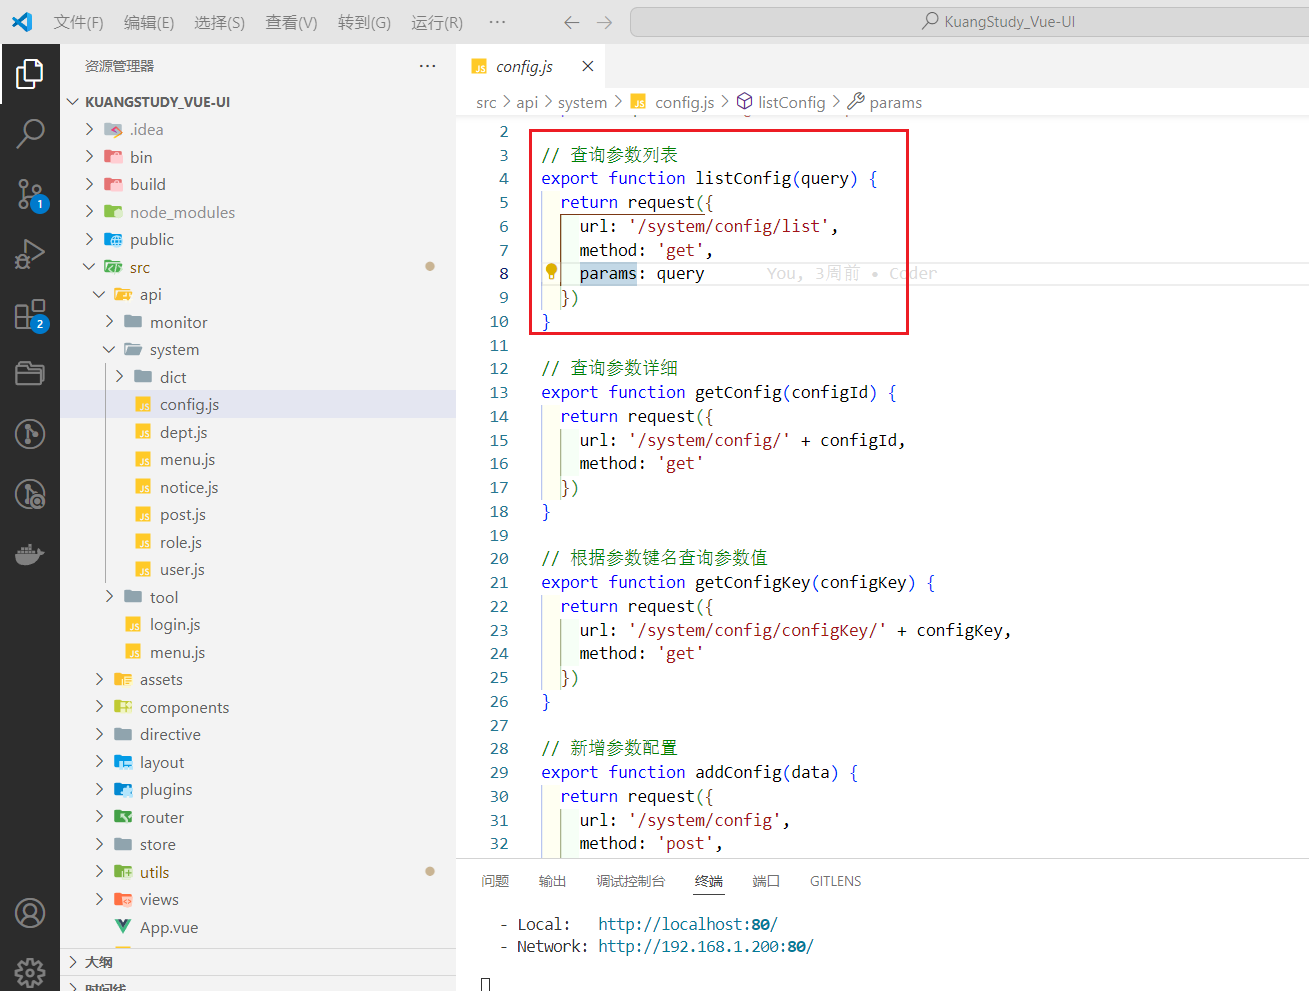 文件(F) 编辑(E) 选择(S) 查看(V) 转到(G) 运行(R) ··· KuangStudy_Vue-UI
资源管理器 ···
KUANGSTUDY_VUE-UI
.idea
bin
build
node_modules
public
src
api
monitor
system
dict
config.js
dept.js
menu.js
notice.js
post.js
role.js
user.js
tool
login.js
menu.js
assets
components
directive
layout
plugins
router
store
utils
views
App.vue
大纲
时间线
1
2
config.js
src > api > system > config.js > listConfig > params
2
3 // 查询参数列表
4 export function listConfig(query) {
5 return request({
6 url: '/system/config/list',
7 method: 'get',
8 params: query You, 3周前 • Coder
9 })
10 }
11
12 // 查询参数详细
13 export function getConfig(configId) {
14 return request({
15 url: '/system/config/' + configId,
16 method: 'get'
17 })
18 }
19
20 // 根据参数键名查询参数值
21 export function getConfigKey(configKey) {
22 return request({
23 url: '/system/config/configKey/' + configKey,
24 method: 'get'
25 })
26 }
27
28 // 新增参数配置
29 export function addConfig(data) {
30 return request({
31 url: '/system/config',
32 method: 'post',
问题 输出 调试控制台 终端 端口 GITLENS
- Local: http://localhost:80/
- Network: http://192.168.1.200:80/